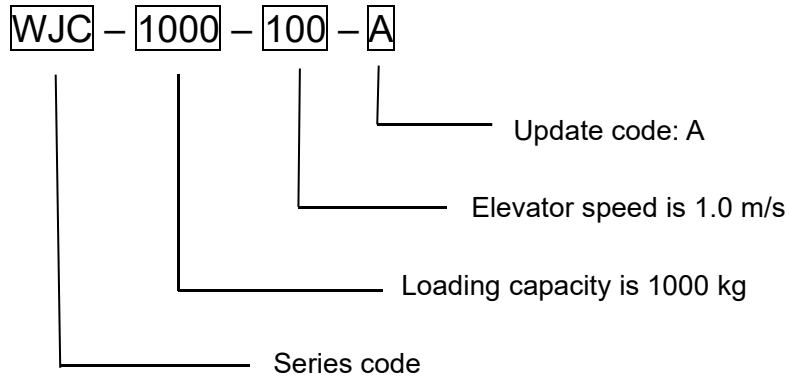 WJC – 1000 – 100 – A
Update code: A
Elevator speed is 1.0 m/s
Loading capacity is 1000 kg
Series code